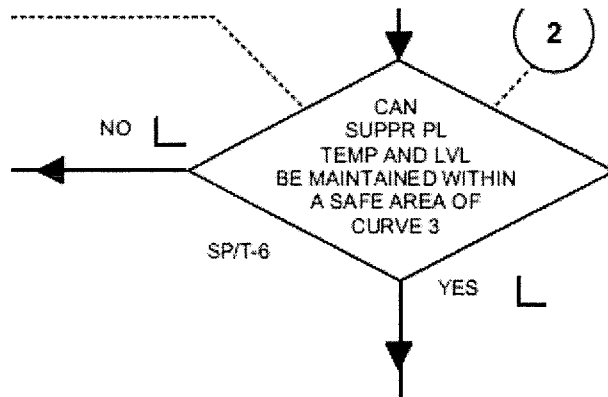 2
CAN
SUPPR PL
TEMP AND LVL
BE MAINTAINED WITHIN
A SAFE AREA OF
CURVE 3
NO
SP/T-6
YES